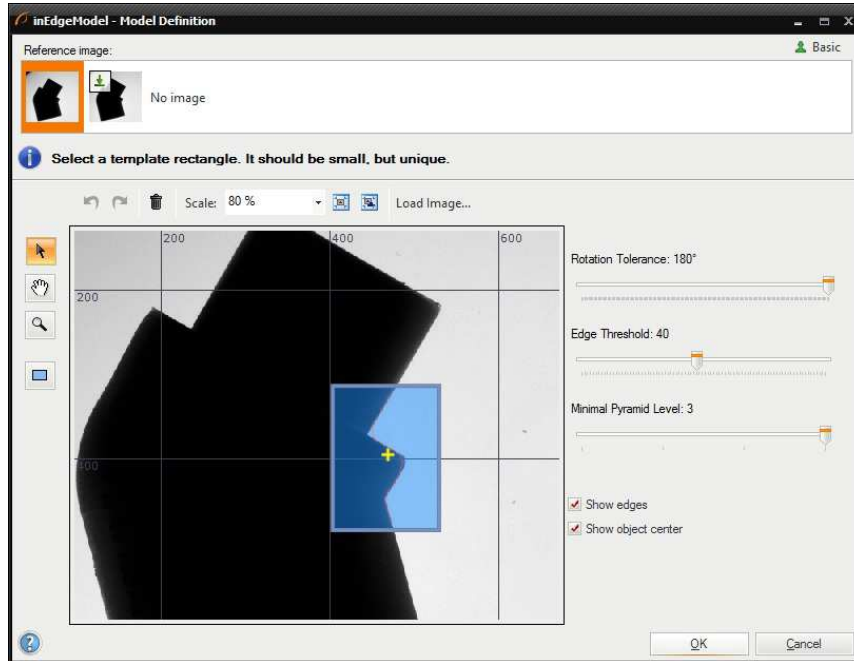 inEdgeModel - Model Definition
Reference image:
Basic
No image
Select a template rectangle. It should be small, but unique.
Scale: 80 % Load Image...
200 400 600
200
400
Rotation Tolerance: 180°
Edge Threshold: 40
Minimal Pyramid Level: 3
Show edges
Show object center
OK Cancel